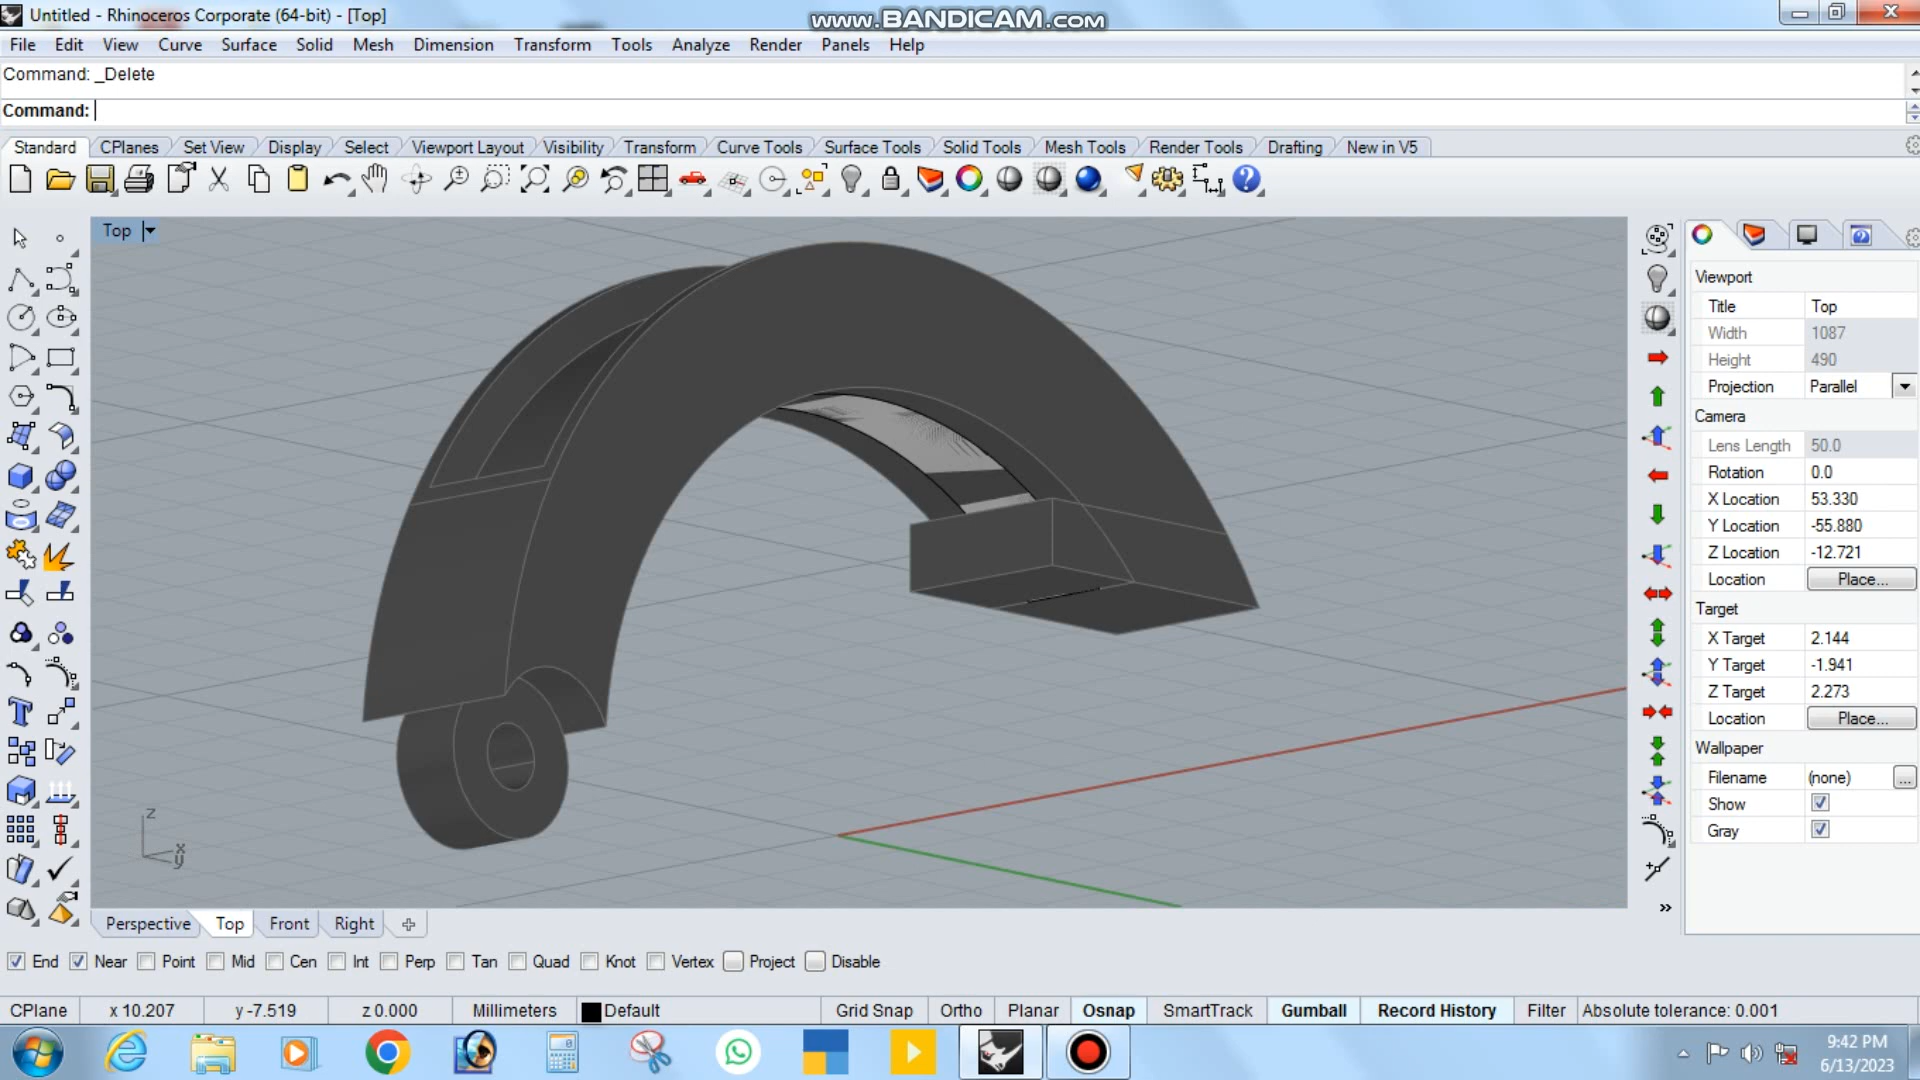 Untitled - Rhinoceros Corporate (64-bit) - [Top]
www.BANDICAM.com
File Edit View Curve Surface Solid Mesh Dimension Transform Tools Analyze Render Panels Help
Command: _Delete
Command:
Standard CPlanes Set View Display Select Viewport Layout Visibility Transform Curve Tools Surface Tools Solid Tools Mesh Tools Render Tools Drafting New in V5
Top
Viewport
Title Top
Width 1087
Height 490
Projection Parallel
Camera
Lens Length 50.0
Rotation 0.0
X Location 53.330
Y Location -55.880
Z Location -12.721
Location Place...
Target
X Target 2.144
Y Target -1.941
Z Target 2.273
Location Place...
Wallpaper
Filename (none) ...
Show
Gray
z
x
y
Perspective Top Front Right
End Near Point Mid Cen Int Perp Tan Quad Knot Vertex Project Disable
CPlane x 10.207 y -7.519 z 0.000 Millimeters Default Grid Snap Ortho Planar Osnap SmartTrack Gumball Record History Filter Absolute tolerance: 0.001
9:42 PM
6/13/2023